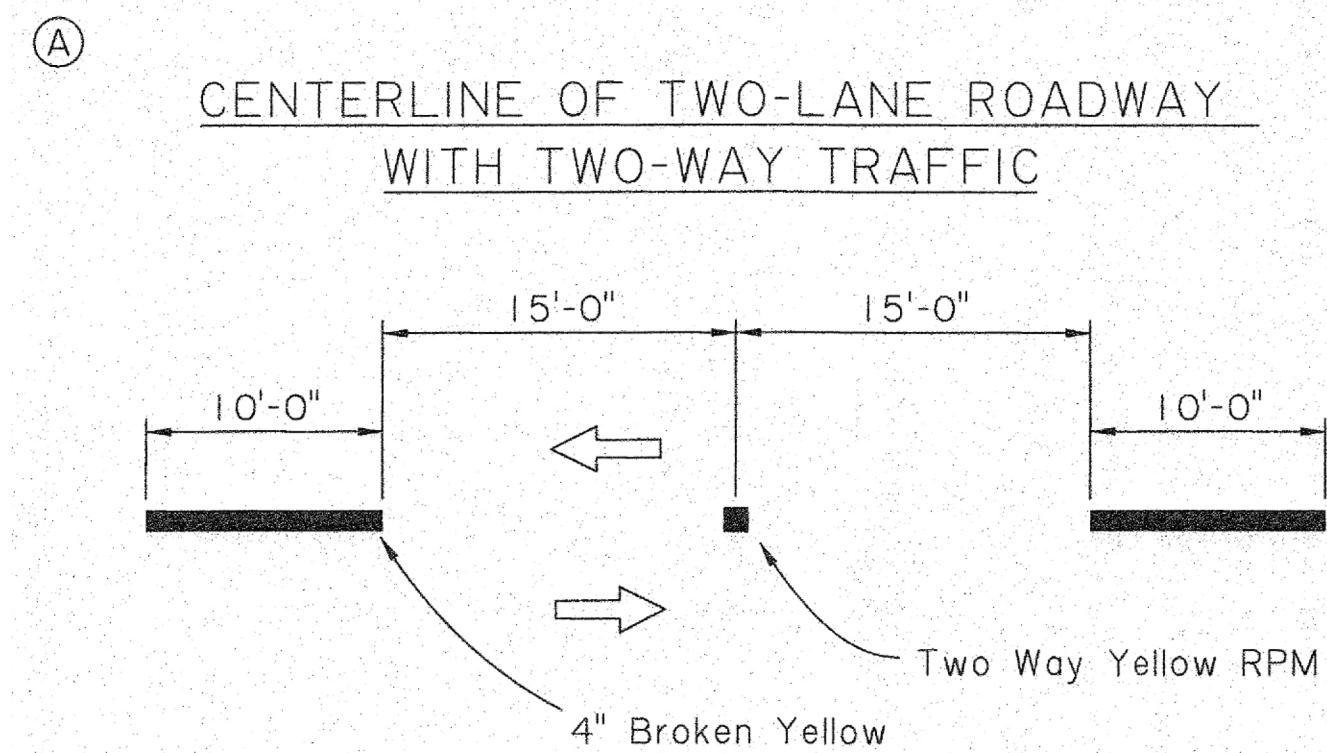 A
CENTERLINE OF TWO-LANE ROADWAY
WITH TWO-WAY TRAFFIC
15'-0" 15'-0"
10'-0" 10'-0"
Two Way Yellow RPM
4" Broken Yellow